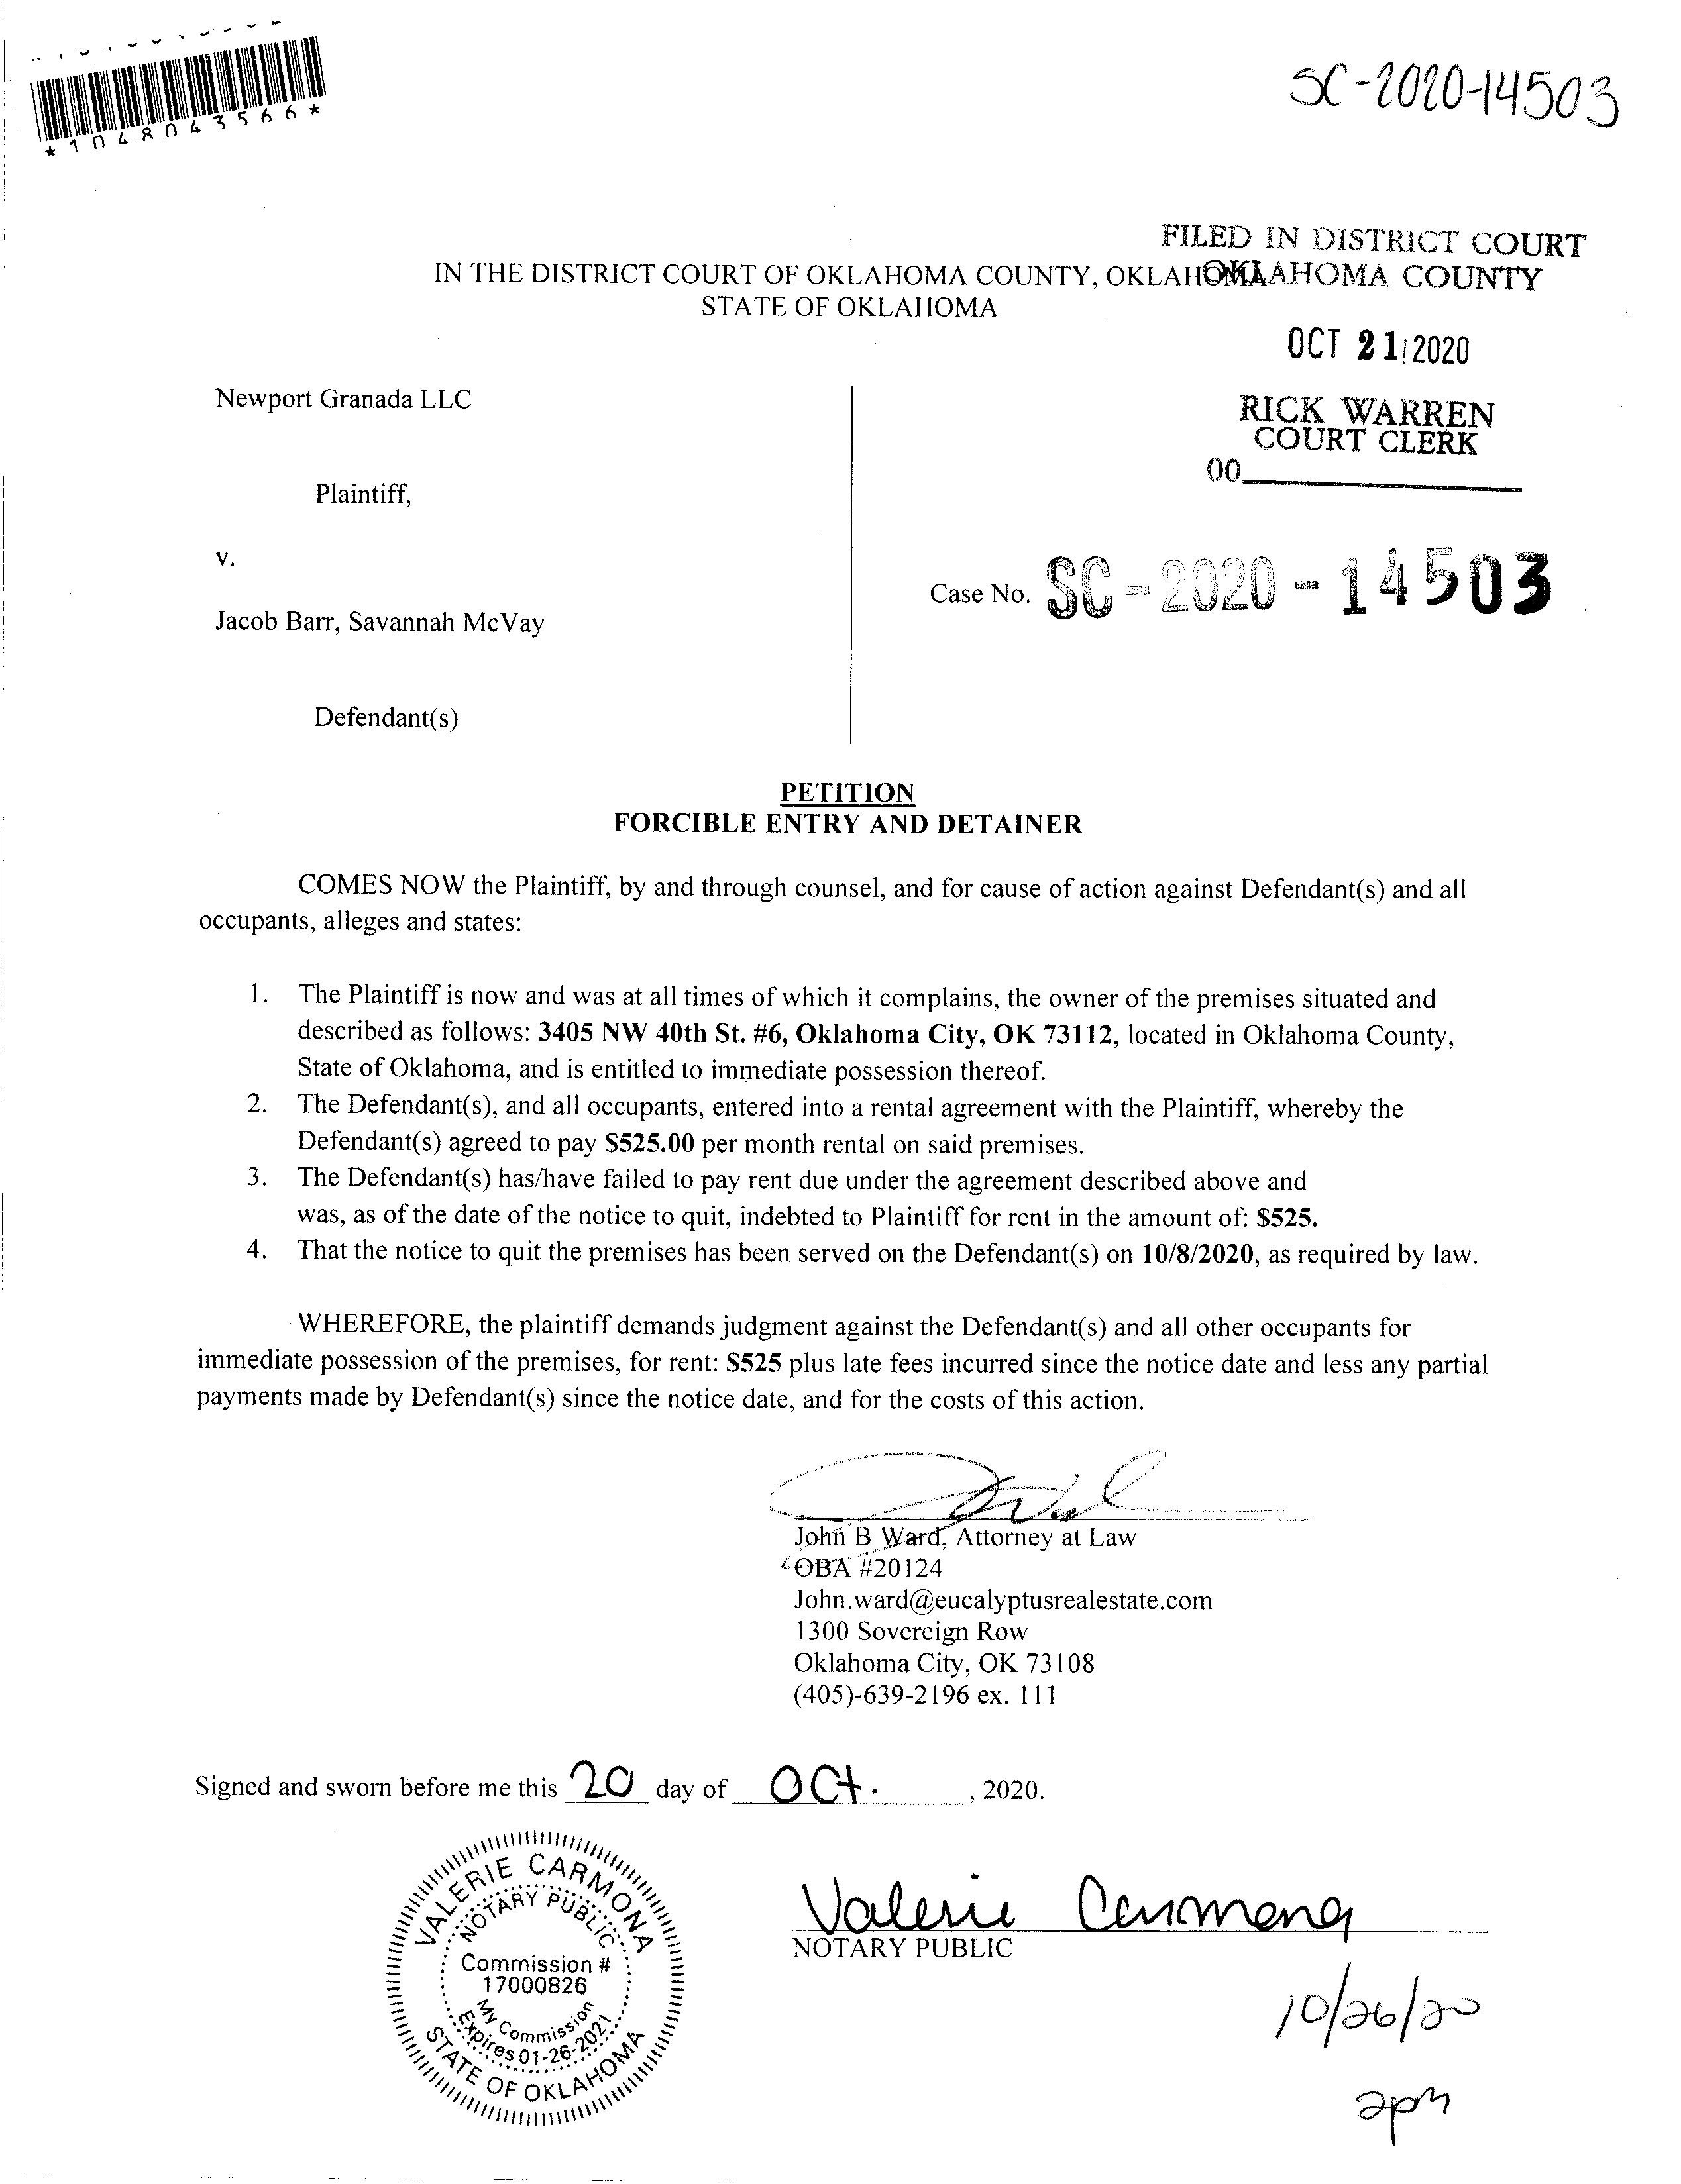 *1048043566*
SC-2020-14503
FILED IN DISTRICT COURT
OKLAHOMA COUNTY
IN THE DISTRICT COURT OF OKLAHOMA COUNTY, OKLAHOMA
STATE OF OKLAHOMA
OCT 21 2020
RICK WARREN
COURT CLERK
00
Newport Granada LLC
Plaintiff,
v.
Case No. SC-2020-14503
Jacob Barr, Savannah McVay
Defendant(s)
PETITION
FORCIBLE ENTRY AND DETAINER
COMES NOW the Plaintiff, by and through counsel, and for cause of action against Defendant(s) and all
occupants, alleges and states:
1. The Plaintiff is now and was at all times of which it complains, the owner of the premises situated and
described as follows: 3405 NW 40th St. #6, Oklahoma City, OK 73112, located in Oklahoma County,
State of Oklahoma, and is entitled to immediate possession thereof.
2. The Defendant(s), and all occupants, entered into a rental agreement with the Plaintiff, whereby the
Defendant(s) agreed to pay $525.00 per month rental on said premises.
3. The Defendant(s) has/have failed to pay rent due under the agreement described above and
was, as of the date of the notice to quit, indebted to Plaintiff for rent in the amount of: $525.
4. That the notice to quit the premises has been served on the Defendant(s) on 10/8/2020, as required by law.
WHEREFORE, the plaintiff demands judgment against the Defendant(s) and all other occupants for
immediate possession of the premises, for rent: $525 plus late fees incurred since the notice date and less any partial
payments made by Defendant(s) since the notice date, and for the costs of this action.
John B Ward, Attorney at Law
OBA #20124
John.ward@eucalyptusrealestate.com
1300 Sovereign Row
Oklahoma City, OK 73108
(405)-639-2196 ex. 111
Signed and sworn before me this 20 day of Oct. , 2020.
VALERIE CARMONA
NOTARY PUBLIC
Commission #
17000826
My Commission
Expires 01-26-2021
STATE OF OKLAHOMA
Valerie Carmona
NOTARY PUBLIC
10/26/20
2pm